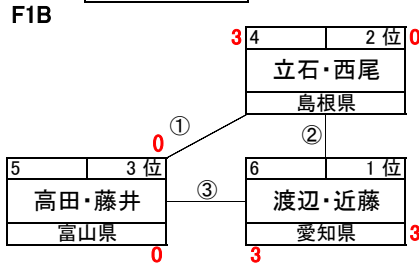 F1B
3 4 2 位 0
立石・西尾
島根県
① 0
②
5 3 位
高田・藤井
富山県
0
③
6 1 位
渡辺・近藤
愛知県 3
3